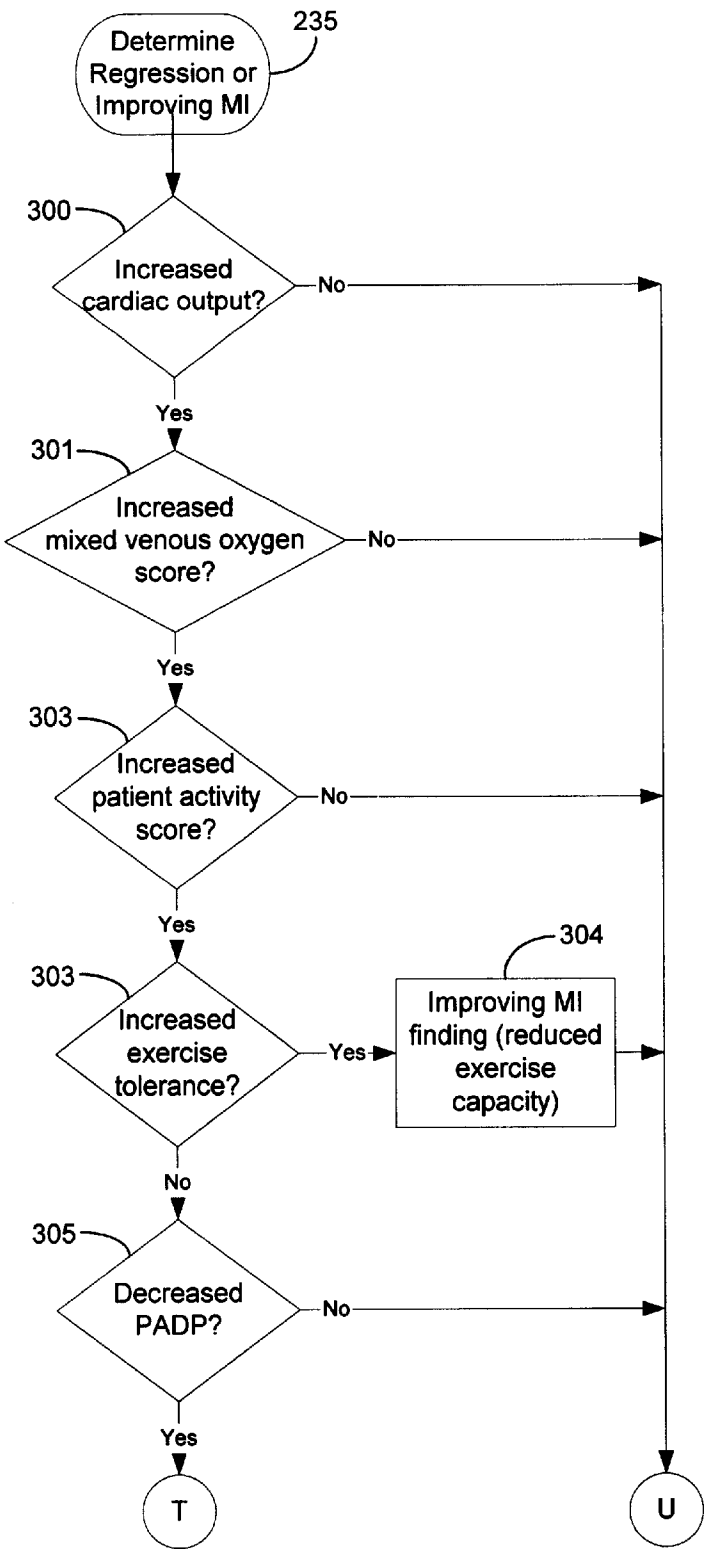 Determine
Regression or
Improving MI
235
300
Increased
cardiac output?
No
Yes
301
Increased
mixed venous oxygen
score?
No
Yes
303
Increased
patient activity
score?
No
Yes
303
Increased
exercise
tolerance?
Yes
304
Improving MI
finding (reduced
exercise
capacity)
No
305
Decreased
PADP?
No
Yes
T
U